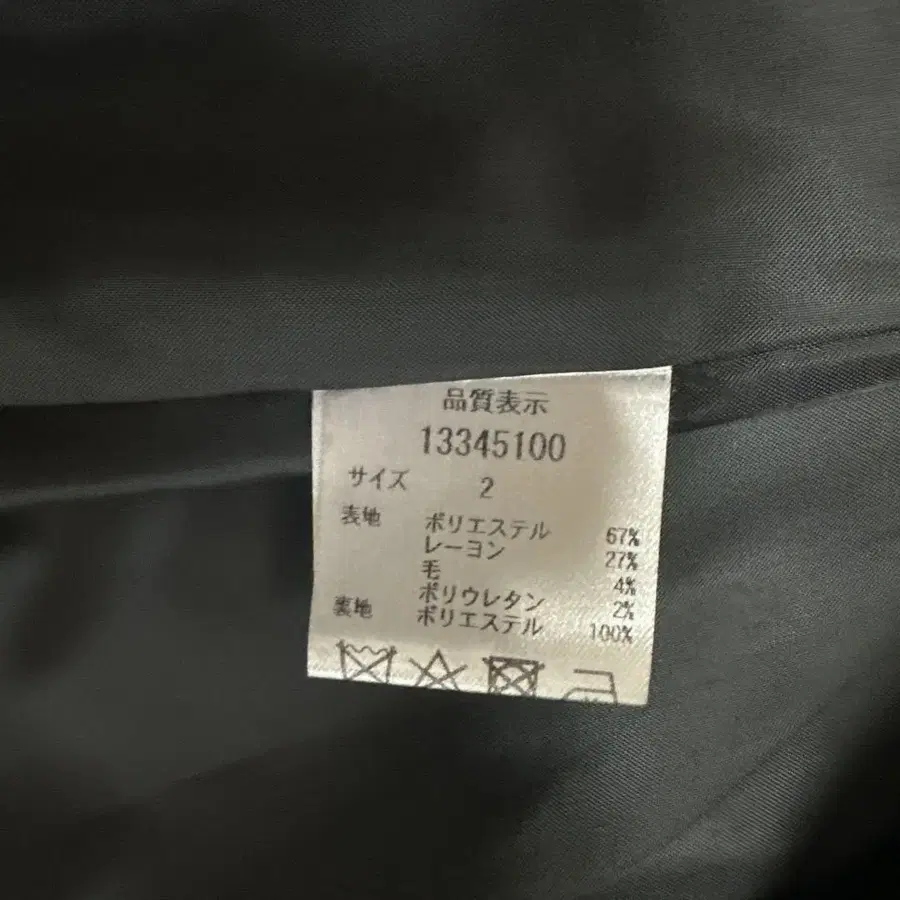 品質表示
13345100
サイズ 2
表地 ポリエステル 67%
レーヨン 27%
毛 4%
ポリウレタン 2%
裏地 ポリエステル 100%